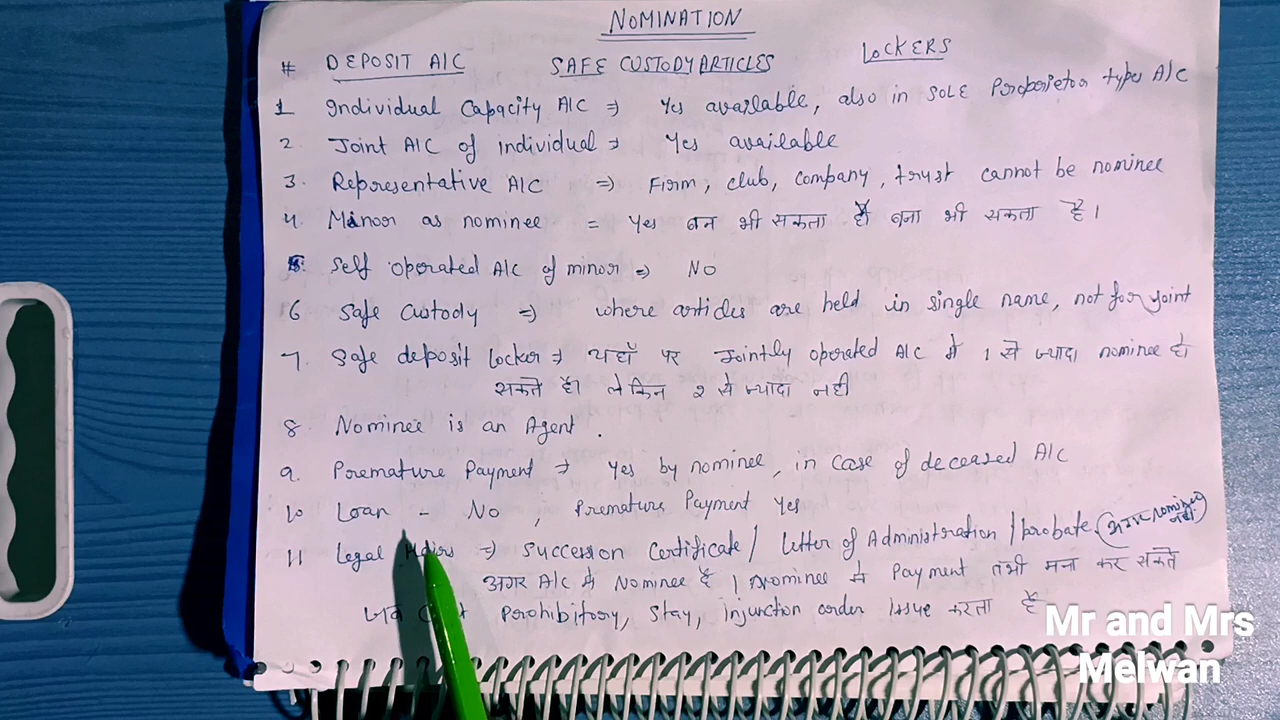 NOMINATION
# DEPOSIT A/C SAFE CUSTODY ARTICLES LOCKERS
1 Individual Capacity A/C ⇒ Yes available, also in SOLE Proporietor type A/C
2. Joint A/C of individual ⇒ Yes available
3. Representative A/C ⇒ Firm, club, company, trust cannot be nominee
4. Minor as nominee = Yes बन भी सकता है बना भी सकता है।
5. Self operated A/C of minor ⇒ NO
6 Safe Custody ⇒ where articles are held in single name, not for joint
7. Safe deposit locker ⇒ यहाँ पर Jointly operated A/C मे 1 से ज्यादा nominee हो
सकते है। लेकिन 2 से ज्यादा नही
8 Nominee is an Agent.
9. Premature Payment ⇒ Yes by nominee, in case of deceased A/C
10 Loan - No, Premature Payment Yes
11 Legal Heirs ⇒ Succession Certificate / Letter of Administration / probate (अगर nominee नही)
अगर A/C मे Nominee है। Nominee मे Payment तभी मना कर सकते
जब Prohibitory, Stay, injunction order issue करता है
Mr and Mrs
Melwan